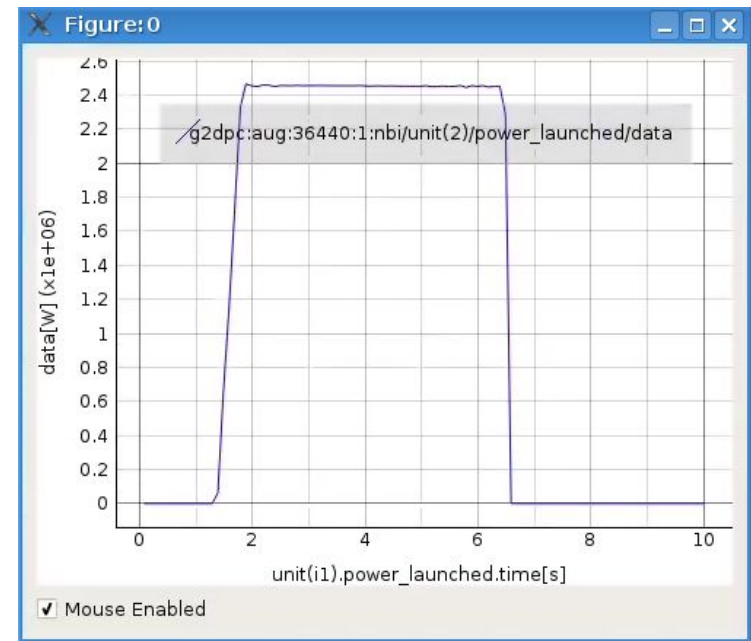 Figure:0
2.6
2.4
g2dpc:aug:36440:1:nbi/unit(2)/power_launched/data
2.2
2
1.8
1.6
1.4
1.2
1
0.8
0.6
0.4
0.2
0
data[W] (x1e+06)
0 2 4 6 8 10
unit(i1).power_launched.time[s]
Mouse Enabled